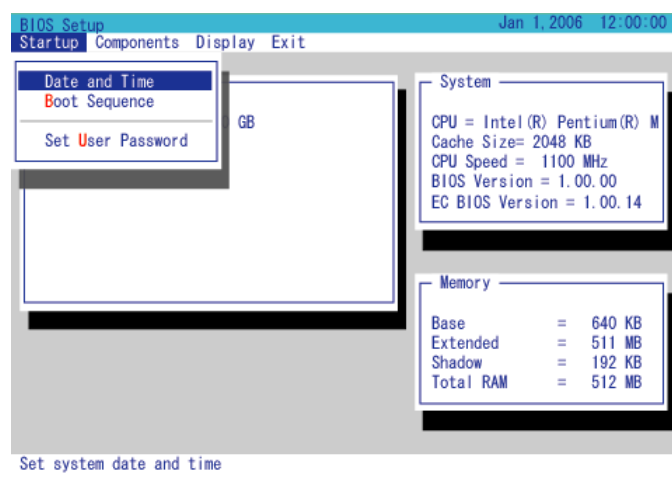 BIOS Setup Jan 1, 2006 12:00:00
Startup Components Display Exit
Date and Time
Boot Sequence
Set User Password
GB
System
CPU = Intel(R) Pentium(R) M
Cache Size= 2048 KB
CPU Speed = 1100 MHz
BIOS Version = 1.00.00
EC BIOS Version = 1.00.14
Memory
Base = 640 KB
Extended = 511 MB
Shadow = 192 KB
Total RAM = 512 MB
Set system date and time